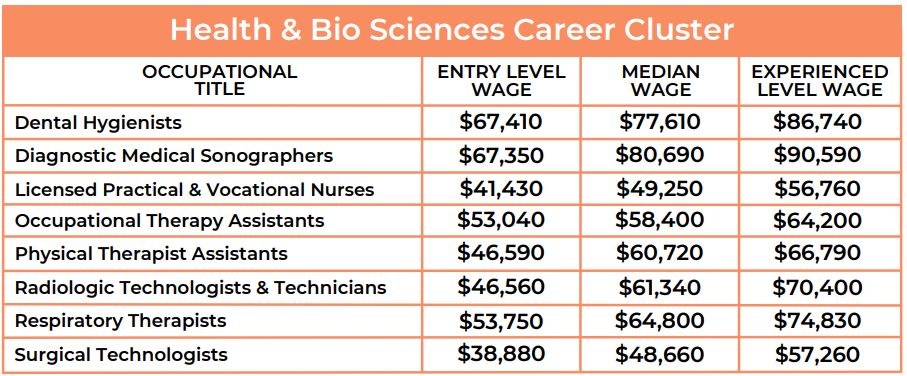 Health & Bio Sciences Career Cluster
OCCUPATIONAL TITLE ENTRY LEVEL WAGE MEDIAN WAGE EXPERIENCED LEVEL WAGE
Dental Hygienists $67,410 $77,610 $86,740
Diagnostic Medical Sonographers $67,350 $80,690 $90,590
Licensed Practical & Vocational Nurses $41,430 $49,250 $56,760
Occupational Therapy Assistants $53,040 $58,400 $64,200
Physical Therapist Assistants $46,590 $60,720 $66,790
Radiologic Technologists & Technicians $46,560 $61,340 $70,400
Respiratory Therapists $53,750 $64,800 $74,830
Surgical Technologists $38,880 $48,660 $57,260